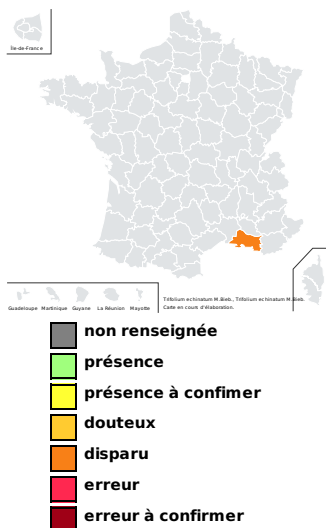 Île-de-France
Guadeloupe Martinique Guyane La Réunion Mayotte
Trifolium echinatum M.Bieb., Trifolium echinatum M.Bieb.
Carte en cours d'élaboration.
non renseignée
présence
présence à confimer
douteux
disparu
erreur
erreur à confirmer